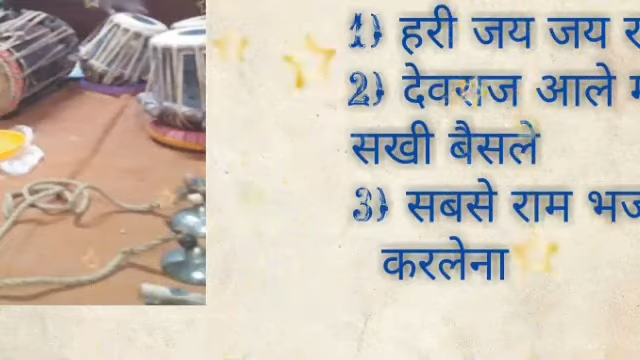 1} हरी जय जय
2} देवराज आले
सखी बैसले
3} सबसे राम
करलेना